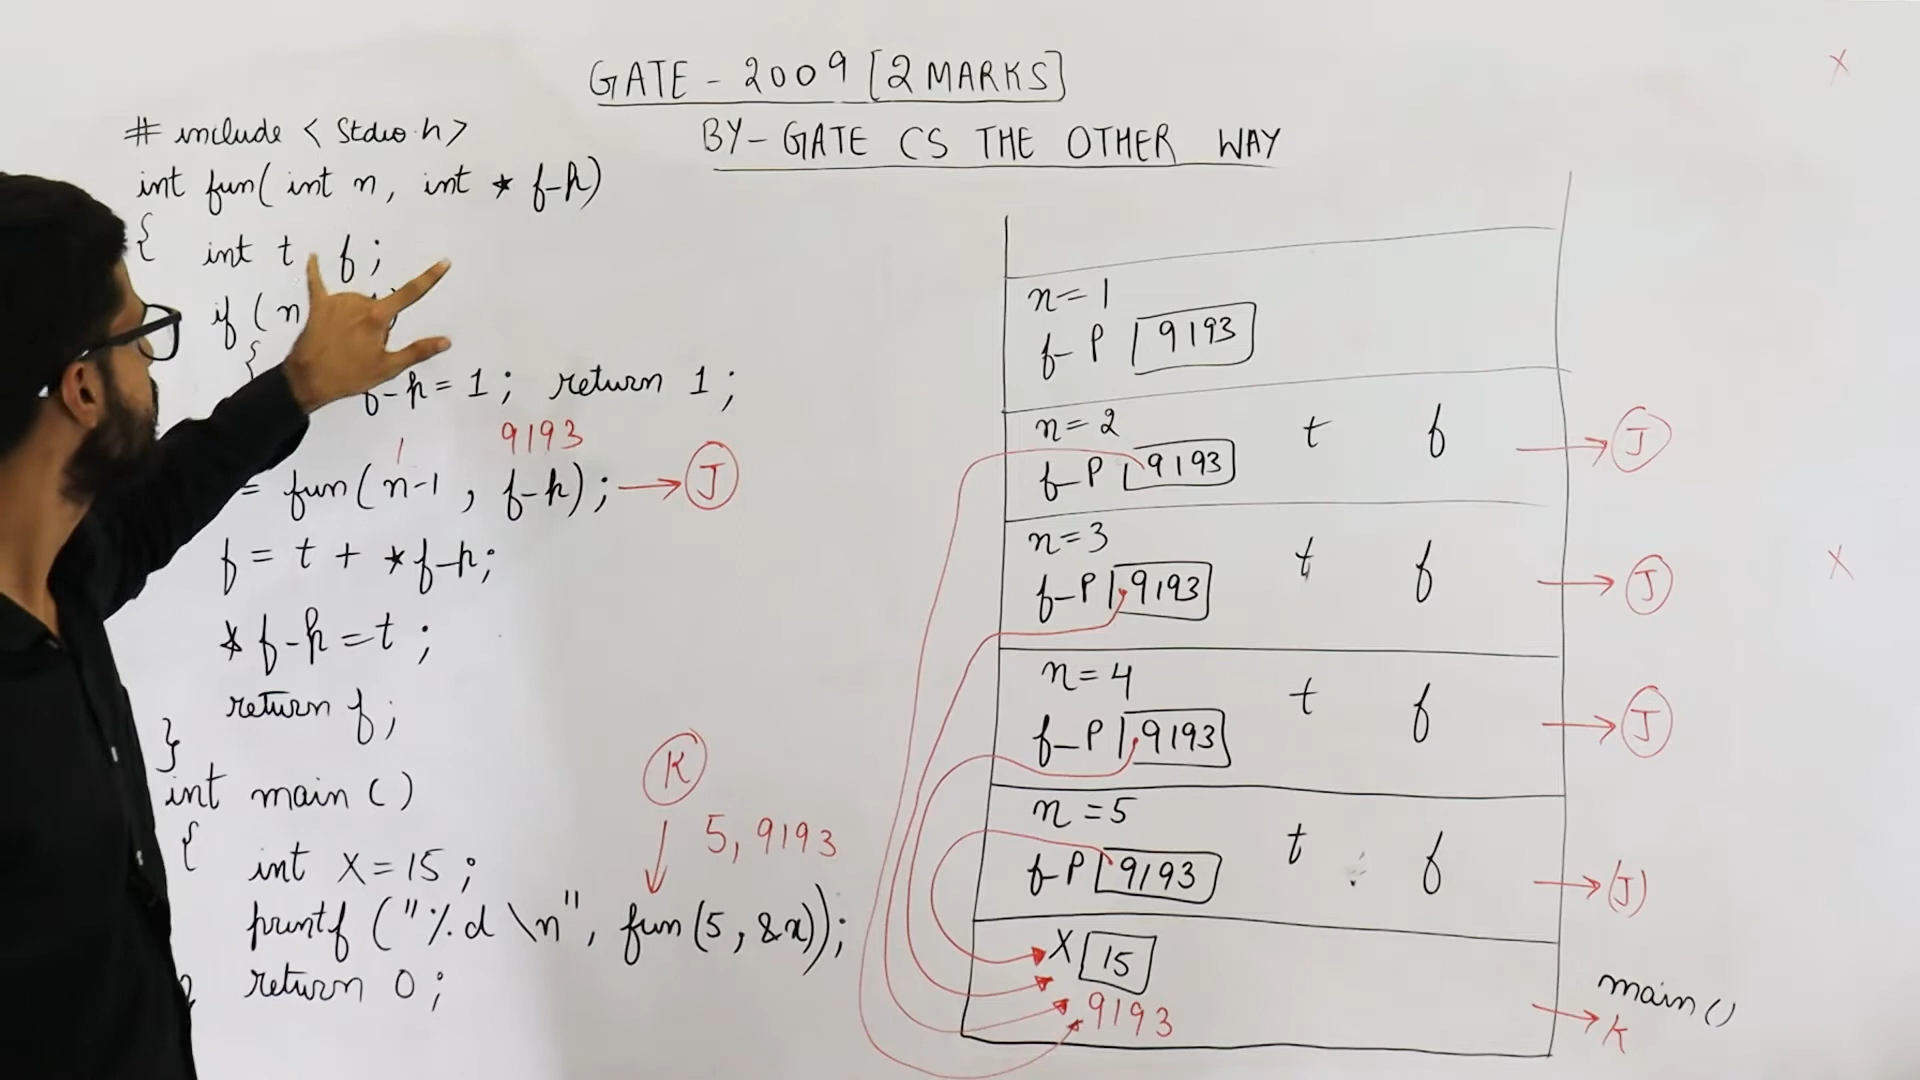 GATE - 2009 [2 MARKS]
BY - GATE CS THE OTHER WAY
# include < Stdio.h >
int fun( int n, int * f-p)
{ int t f ;
if ( n )
{
f-p = 1 ; return 1 ;
1 9193
= fun( n-1 , f-p) ; → J
f = t + *f-p;
* f-p = t ;
return f;
}
int main ( )
{
int X = 15 ;
K
5, 9193
printf ("%d \n", fun(5, &x));
return 0 ;
n = 1
f-P 9193
n = 2 t f → J
f-P 9193
n = 3 t f → J
f-P 9193
n = 4 t f → J
f-P 9193
n = 5 t f → (J)
f-P 9193
X 15
9193
main ()
→ K
X
X